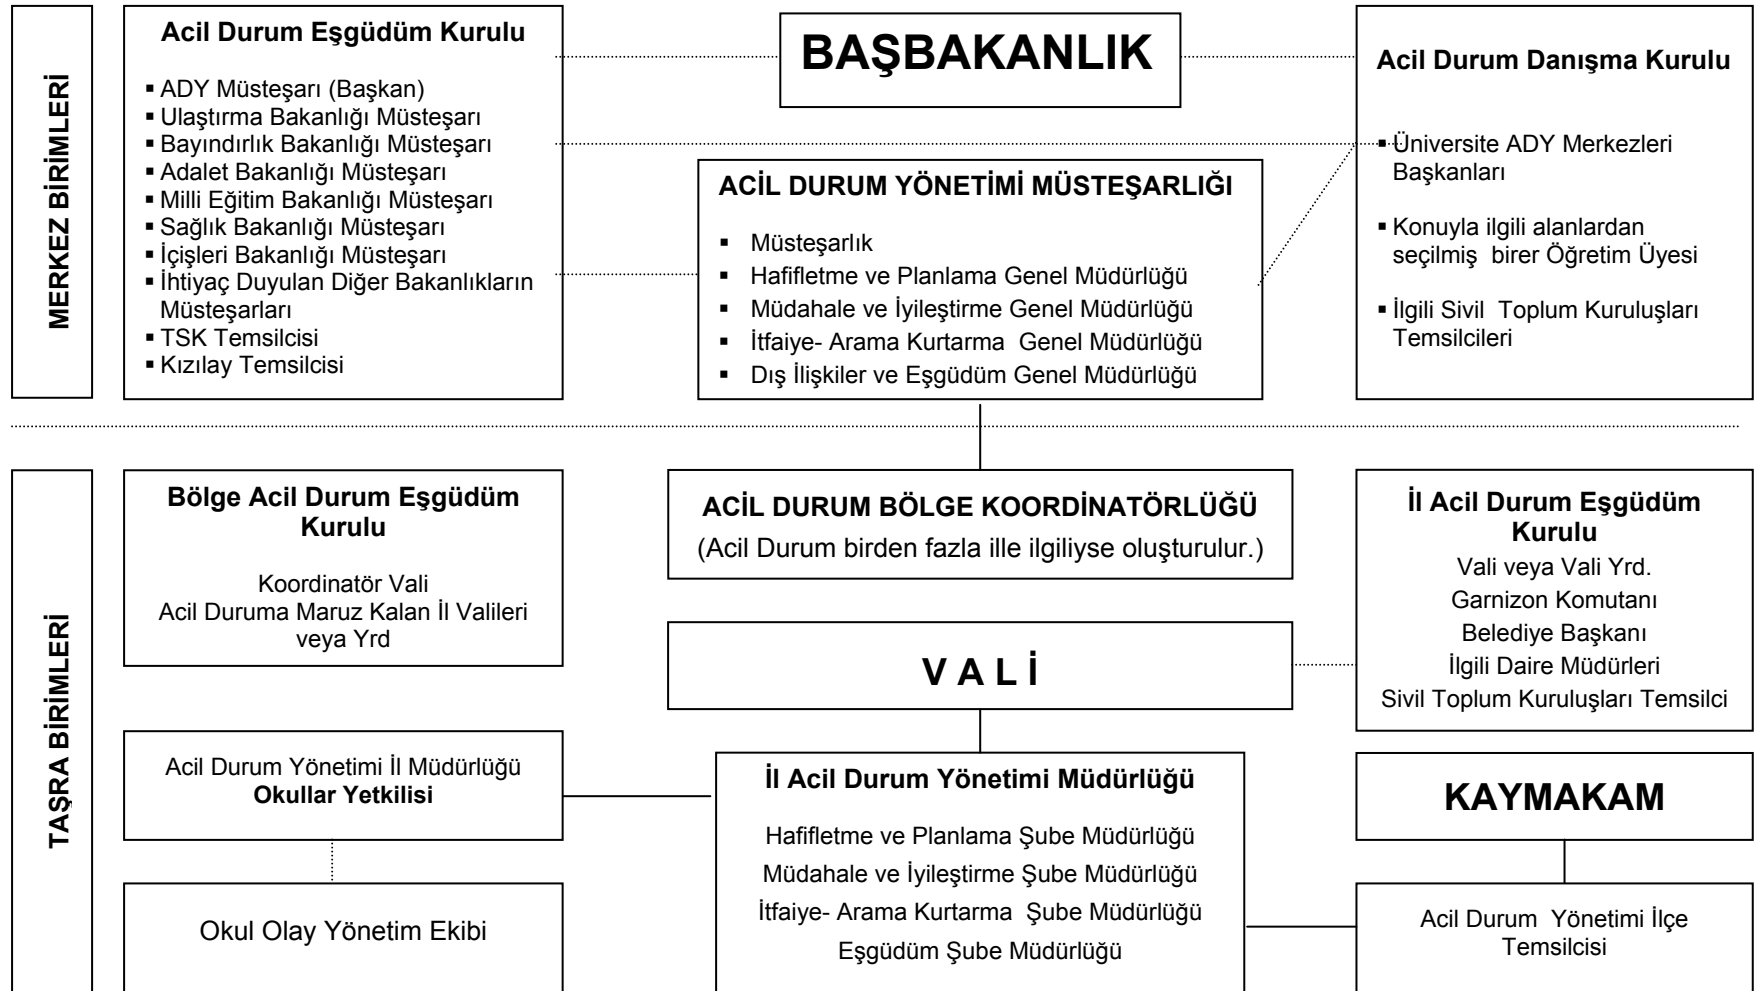 MERKEZ BİRİMLERİ
Acil Durum Eşgüdüm Kurulu
▪ ADY Müsteşarı (Başkan)
▪ Ulaştırma Bakanlığı Müsteşarı
▪ Bayındırlık Bakanlığı Müsteşarı
▪ Adalet Bakanlığı Müsteşarı
▪ Milli Eğitim Bakanlığı Müsteşarı
▪ Sağlık Bakanlığı Müsteşarı
▪ İçişleri Bakanlığı Müsteşarı
▪ İhtiyaç Duyulan Diğer Bakanlıkların
Müsteşarları
▪ TSK Temsilcisi
▪ Kızılay Temsilcisi
BAŞBAKANLIK
ACİL DURUM YÖNETİMİ MÜSTEŞARLIĞI
▪ Müsteşarlık
▪ Hafifletme ve Planlama Genel Müdürlüğü
▪ Müdahale ve İyileştirme Genel Müdürlüğü
▪ İtfaiye- Arama Kurtarma Genel Müdürlüğü
▪ Dış İlişkiler ve Eşgüdüm Genel Müdürlüğü
Acil Durum Danışma Kurulu
▪ Üniversite ADY Merkezleri
Başkanları
▪ Konuyla ilgili alanlardan
seçilmiş birer Öğretim Üyesi
▪ İlgili Sivil Toplum Kuruluşları
Temsilcileri
TAŞRA BİRİMLERİ
Bölge Acil Durum Eşgüdüm
Kurulu
Koordinatör Vali
Acil Duruma Maruz Kalan İl Valileri
veya Yrd
ACİL DURUM BÖLGE KOORDİNATÖRLÜĞÜ
(Acil Durum birden fazla ille ilgiliyse oluşturulur.)
İl Acil Durum Eşgüdüm
Kurulu
Vali veya Vali Yrd.
Garnizon Komutanı
Belediye Başkanı
İlgili Daire Müdürleri
Sivil Toplum Kuruluşları Temsilci
V A L İ
Acil Durum Yönetimi İl Müdürlüğü
Okullar Yetkilisi
İl Acil Durum Yönetimi Müdürlüğü
Hafifletme ve Planlama Şube Müdürlüğü
Müdahale ve İyileştirme Şube Müdürlüğü
İtfaiye- Arama Kurtarma Şube Müdürlüğü
Eşgüdüm Şube Müdürlüğü
KAYMAKAM
Okul Olay Yönetim Ekibi
Acil Durum Yönetimi İlçe
Temsilcisi